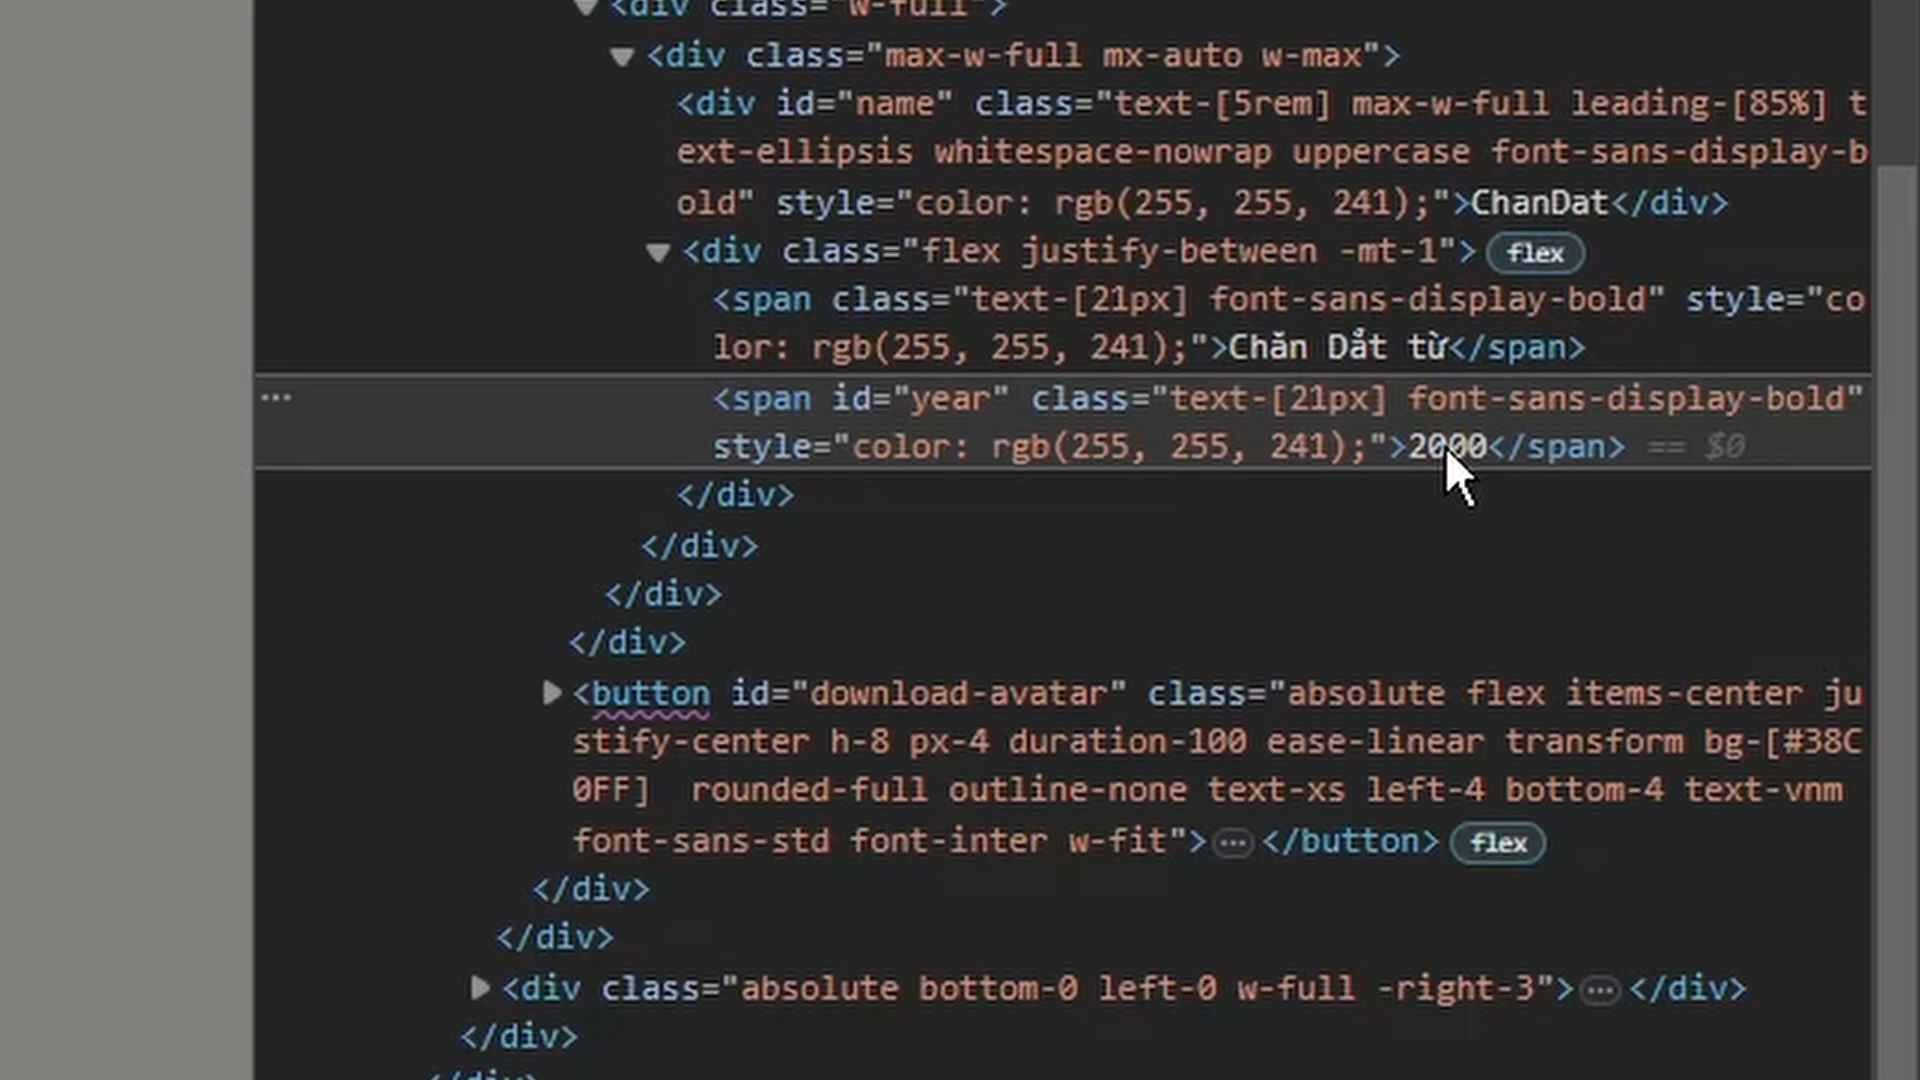 <div class="w-full">
<div class="max-w-full mx-auto w-max">
<div id="name" class="text-[5rem] max-w-full leading-[85%] t
ext-ellipsis whitespace-nowrap uppercase font-sans-display-b
old" style="color: rgb(255, 255, 241);">ChanDat</div>
<div class="flex justify-between -mt-1"> flex
<span class="text-[21px] font-sans-display-bold" style="co
lor: rgb(255, 255, 241);">Chăn Dắt từ</span>
… <span id="year" class="text-[21px] font-sans-display-bold"
style="color: rgb(255, 255, 241);">2000</span> == $0
</div>
</div>
</div>
</div>
<button id="download-avatar" class="absolute flex items-center ju
stify-center h-8 px-4 duration-100 ease-linear transform bg-[#38C
0FF]  rounded-full outline-none text-xs left-4 bottom-4 text-vnm
font-sans-std font-inter w-fit">…</button> flex
</div>
</div>
<div class="absolute bottom-0 left-0 w-full -right-3">…</div>
</div>
</div>